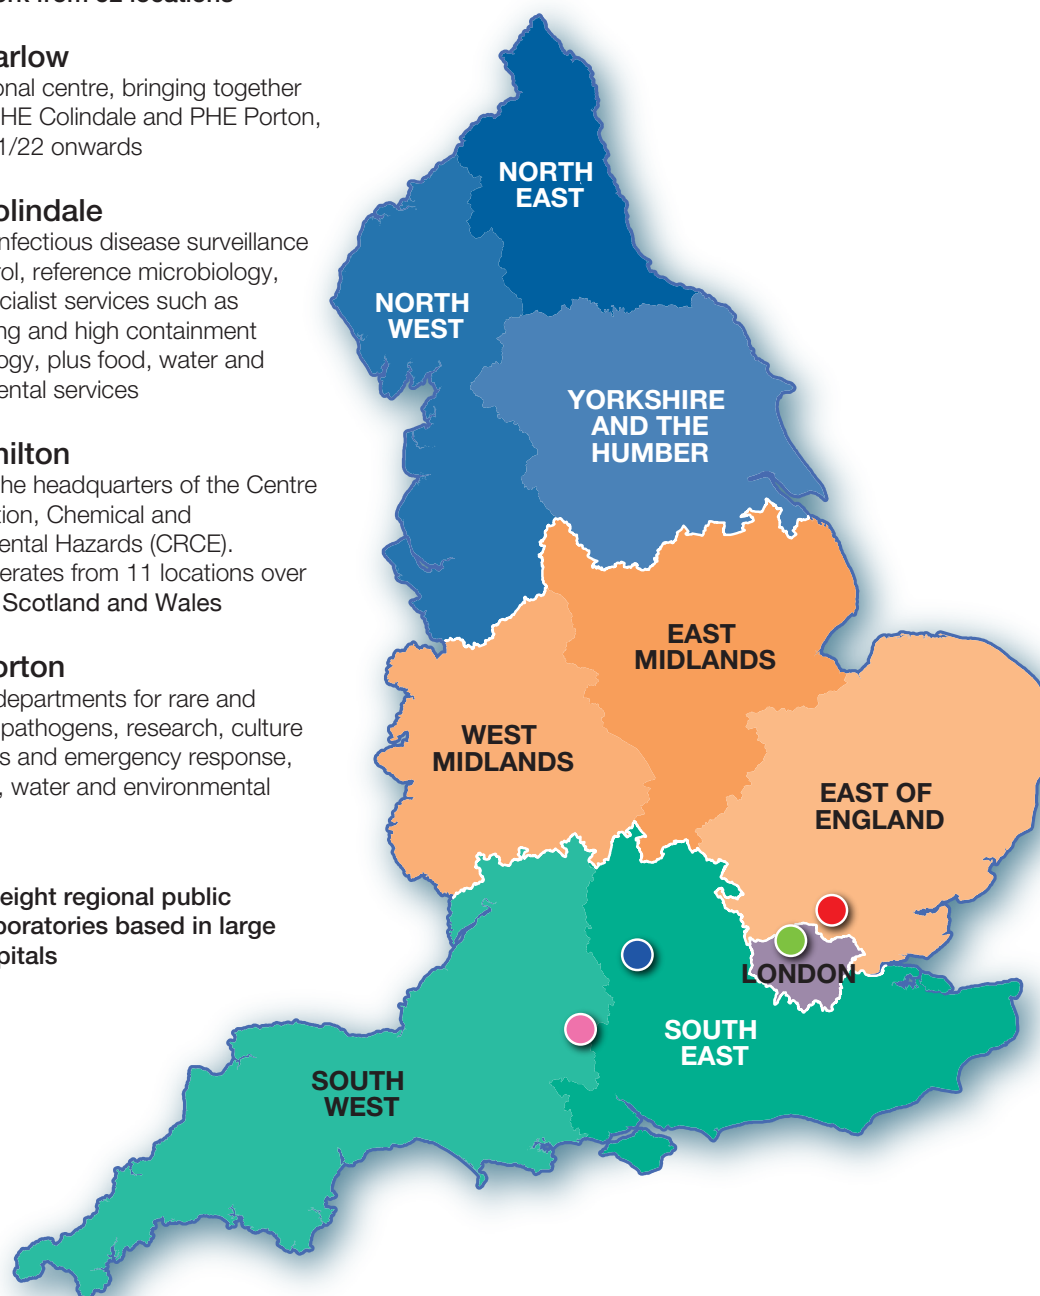 arlow
onal centre, bringing together
HE Colindale and PHE Porton,
1/22 onwards
olindale
infectious disease surveillance
rol, reference microbiology,
cialist services such as
ng and high containment
ogy, plus food, water and
ental services
hilton
he headquarters of the Centre
tion, Chemical and
ental Hazards (CRCE).
erates from 11 locations over
Scotland and Wales
orton
departments for rare and
pathogens, research, culture
s and emergency response,
, water and environmental
eight regional public
boratories based in large
pitals
NORTH
EAST
NORTH
WEST
YORKSHIRE
AND THE
HUMBER
EAST
MIDLANDS
WEST
MIDLANDS
EAST OF
ENGLAND
LONDON
SOUTH
EAST
SOUTH
WEST